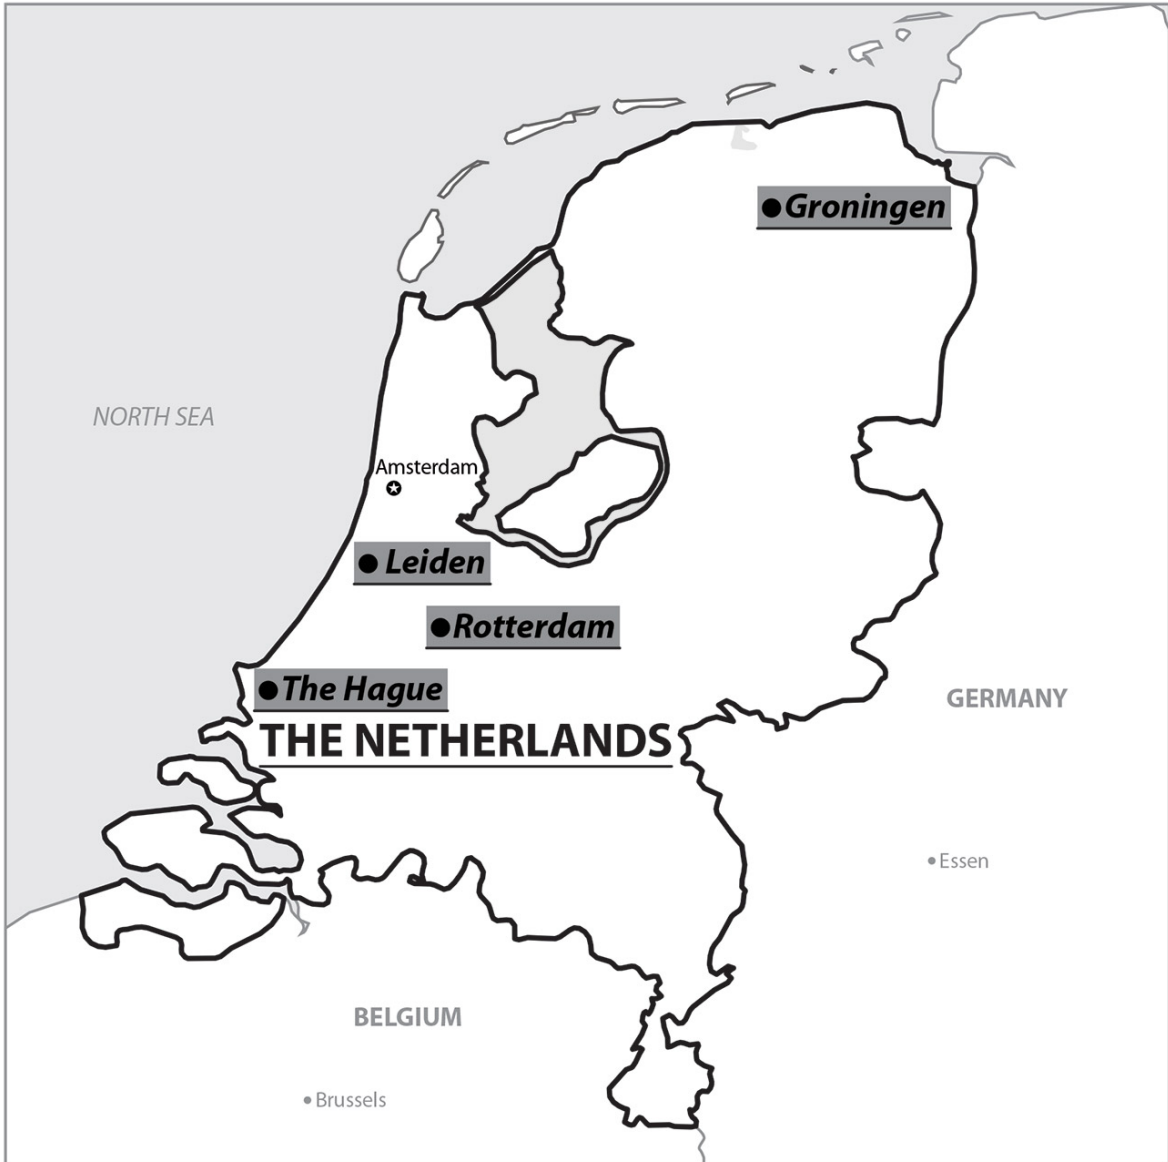 Groningen
NORTH SEA
Amsterdam
Leiden
Rotterdam
The Hague
GERMANY
THE NETHERLANDS
Essen
BELGIUM
Brussels